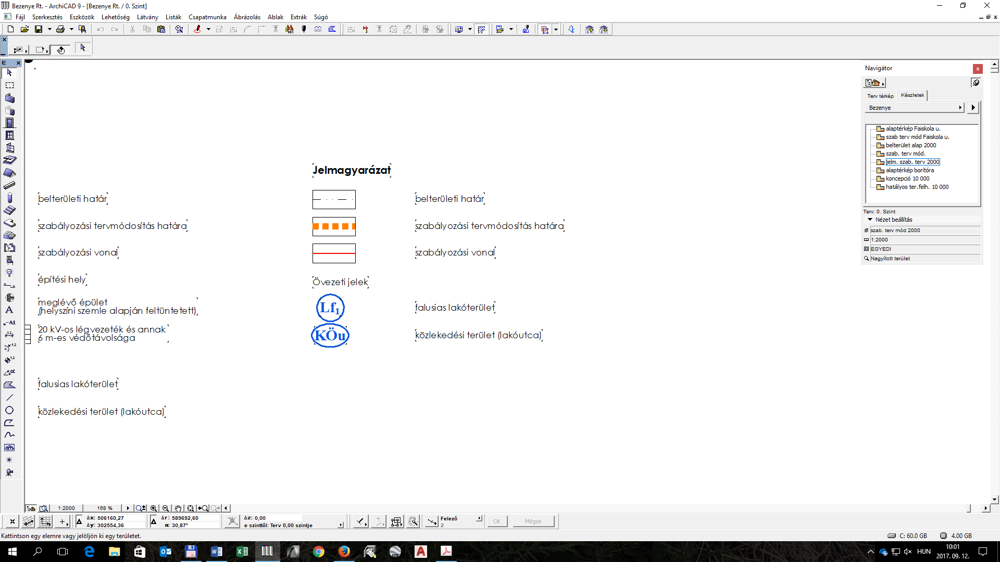 Bezenye Rt. - ArchiCAD 9 - [Bezenye Rt. / 0. Szint]
Fájl Szerkesztés Eszközök Lehetőség Látvány Listák Csapatmunka Ábrázolás Ablak Extrák Súgó
E
Navigátor
Terv térkép Készletek
Bezenye
alaptérkép Faiskola u.
szab terv mód Faiskola u.
belterület alap 2000
szab. terv mód.
jelm. szab. terv 2000
alaptérkép borítóra
koncepció 10 000
hatályos ter.felh. 10 000
Terv: 0. Szint
Nézet beállítás
szab. terv mód 2000
1:2000
EGYEDI
Nagyított terület
Jelmagyarázat
belterületi határ belterületi határ
szabályozási tervmódosítás határa szabályozási tervmódosítás határa
szabályozási vonal szabályozási vonal
építési hely Övezeti jelek
meglévő épület
(helyszíni szemle alapján feltüntetett) Lf1 falusias lakóterület
20 kV-os légvezeték és annak
6 m-es védőtávolsága KÖu közlekedési terület (lakóutca)
falusias lakóterület
közlekedési terület (lakóutca)
1:2000 168 %
Δx: 506160,27 Δr: 589692,60 Δz: 0,00 Felező
Δy: 302554,36 a: 30,87° e szinttől: Terv 0,00 szintje 2
OK Mégse
Kattintson egy elemre vagy jelöljön ki egy területet. C: 60.0 GB 4.00 GB
HUN 10:01
2017. 09. 12.